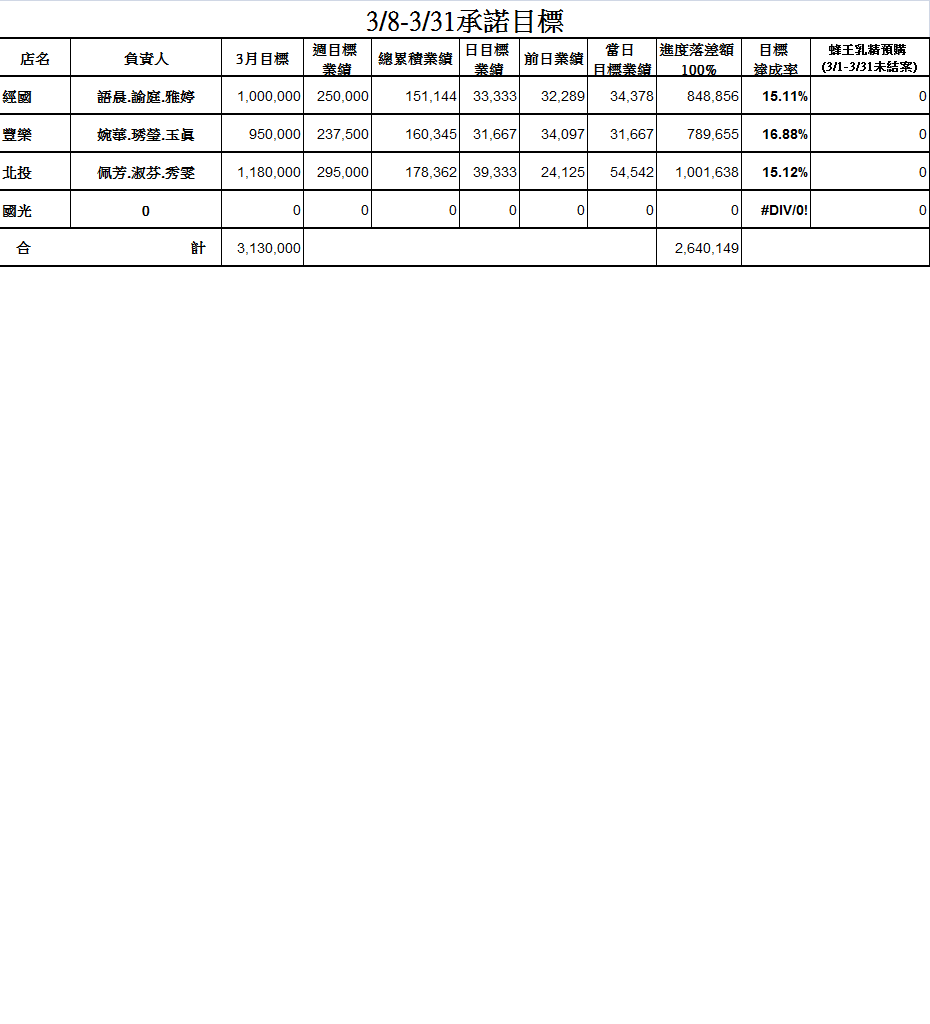 3/8-3/31承諾目標
店名 負責人 3月目標 週目標業績 總累積業績 日目標業績 前日業績 當日目標業績 進度落差額100% 目標達成率 蜂王乳精預購(3/1-3/31未結案)
經國 語晨.諭庭.雅婷 1,000,000 250,000 151,144 33,333 32,289 34,378 848,856 15.11% 0
豐樂 婉華.琇瑩.玉眞 950,000 237,500 160,345 31,667 34,097 31,667 789,655 16.88% 0
北投 佩芳.淑芬.秀雯 1,180,000 295,000 178,362 39,333 24,125 54,542 1,001,638 15.12% 0
國光 0 0 0 0 0 0 0 0 #DIV/0! 0
合 計 3,130,000 2,640,149